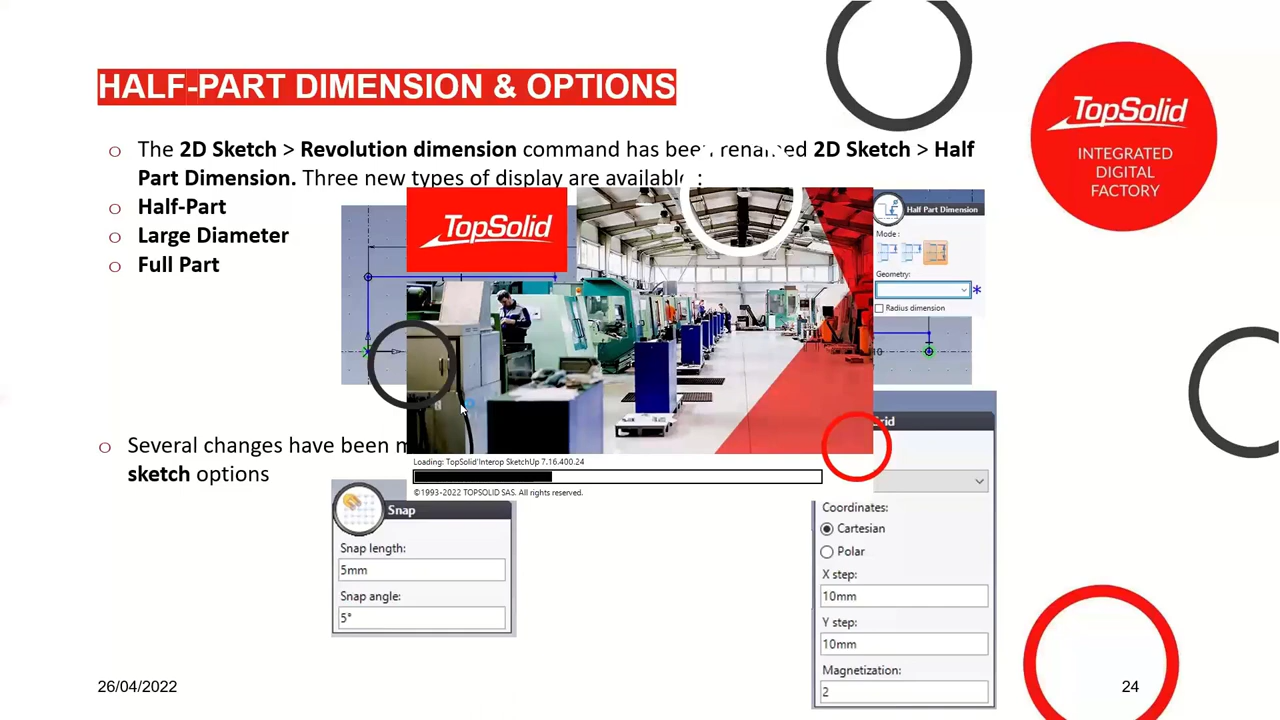 HALF-PART DIMENSION & OPTIONS
TopSolid
INTEGRATED
DIGITAL
FACTORY
The 2D Sketch > Revolution dimension command has been renamed 2D Sketch > Half
Part Dimension. Three new types of display are available :
Half-Part
Large Diameter
Full Part
TopSolid
Half Part Dimension
Mode :
Geometry:
Radius dimension
Several changes have been
sketch options
Loading: TopSolid'Interop SketchUp 7.16.400.24
©1993-2022 TOPSOLID SAS. All rights reserved.
Snap
Snap length:
5mm
Snap angle:
5°
Coordinates:
Cartesian
Polar
X step:
10mm
Y step:
10mm
Magnetization:
2
26/04/2022
24